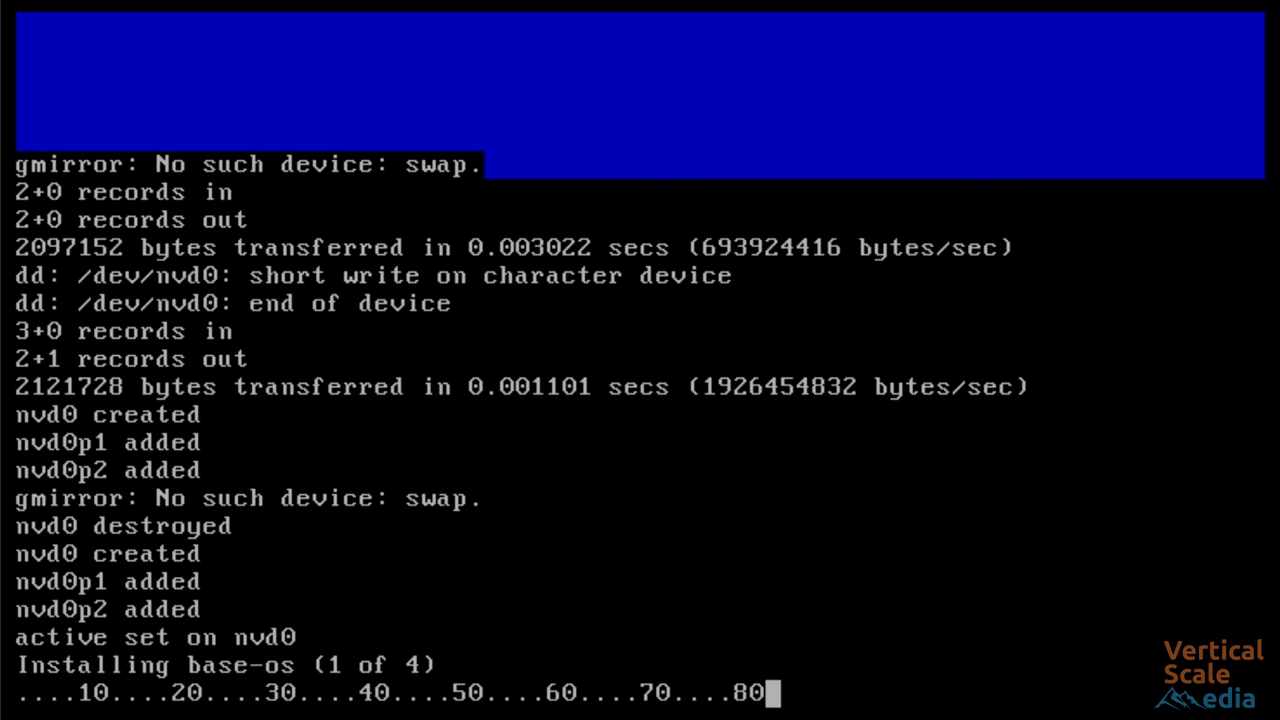 gmirror: No such device: swap.
2+0 records in
2+0 records out
2097152 bytes transferred in 0.003022 secs (693924416 bytes/sec)
dd: /dev/nvd0: short write on character device
dd: /dev/nvd0: end of device
3+0 records in
2+1 records out
2121728 bytes transferred in 0.001101 secs (1926454832 bytes/sec)
nvd0 created
nvd0p1 added
nvd0p2 added
gmirror: No such device: swap.
nvd0 destroyed
nvd0 created
nvd0p1 added
nvd0p2 added
active set on nvd0
Installing base-os (1 of 4)
....10....20....30....40....50....60....70....80
Vertical
Scale
Media